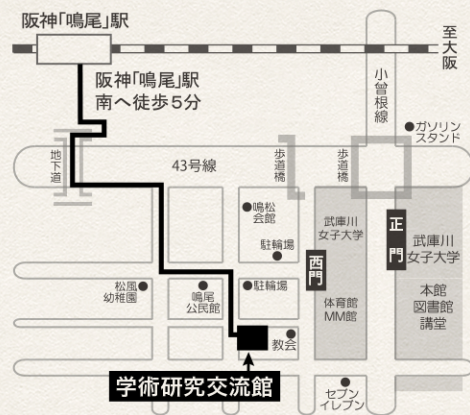 阪神「鳴尾」駅
至大阪
阪神「鳴尾」駅
南へ徒歩5分
小曾根線
ガソリン
スタンド
地下道
43号線
歩道橋
歩道橋
鳴松
会館
駐輪場
武庫川
女子大学
正門
西門
武庫川
女子大学
松風
幼稚園
鳴尾
公民館
駐輪場
体育館
MM館
本館
図書館
講堂
教会
学術研究交流館
セブン
イレブン